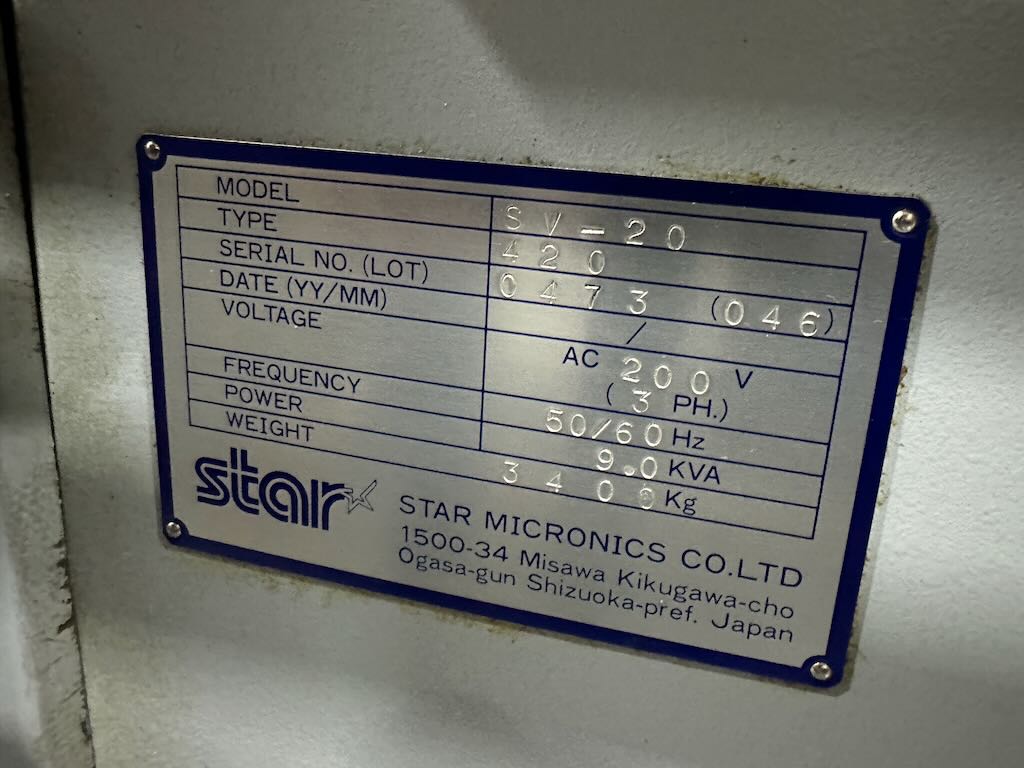 MODEL SV-20
TYPE 420
SERIAL NO. (LOT) 0473 (046)
DATE (YY/MM) /
VOLTAGE AC 200 V
(3 PH.)
FREQUENCY 50/60 Hz
POWER 9.0 KVA
WEIGHT 3400 Kg
star
STAR MICRONICS CO.LTD
1500-34 Misawa Kikugawa-cho
Ogasa-gun Shizuoka-pref. Japan